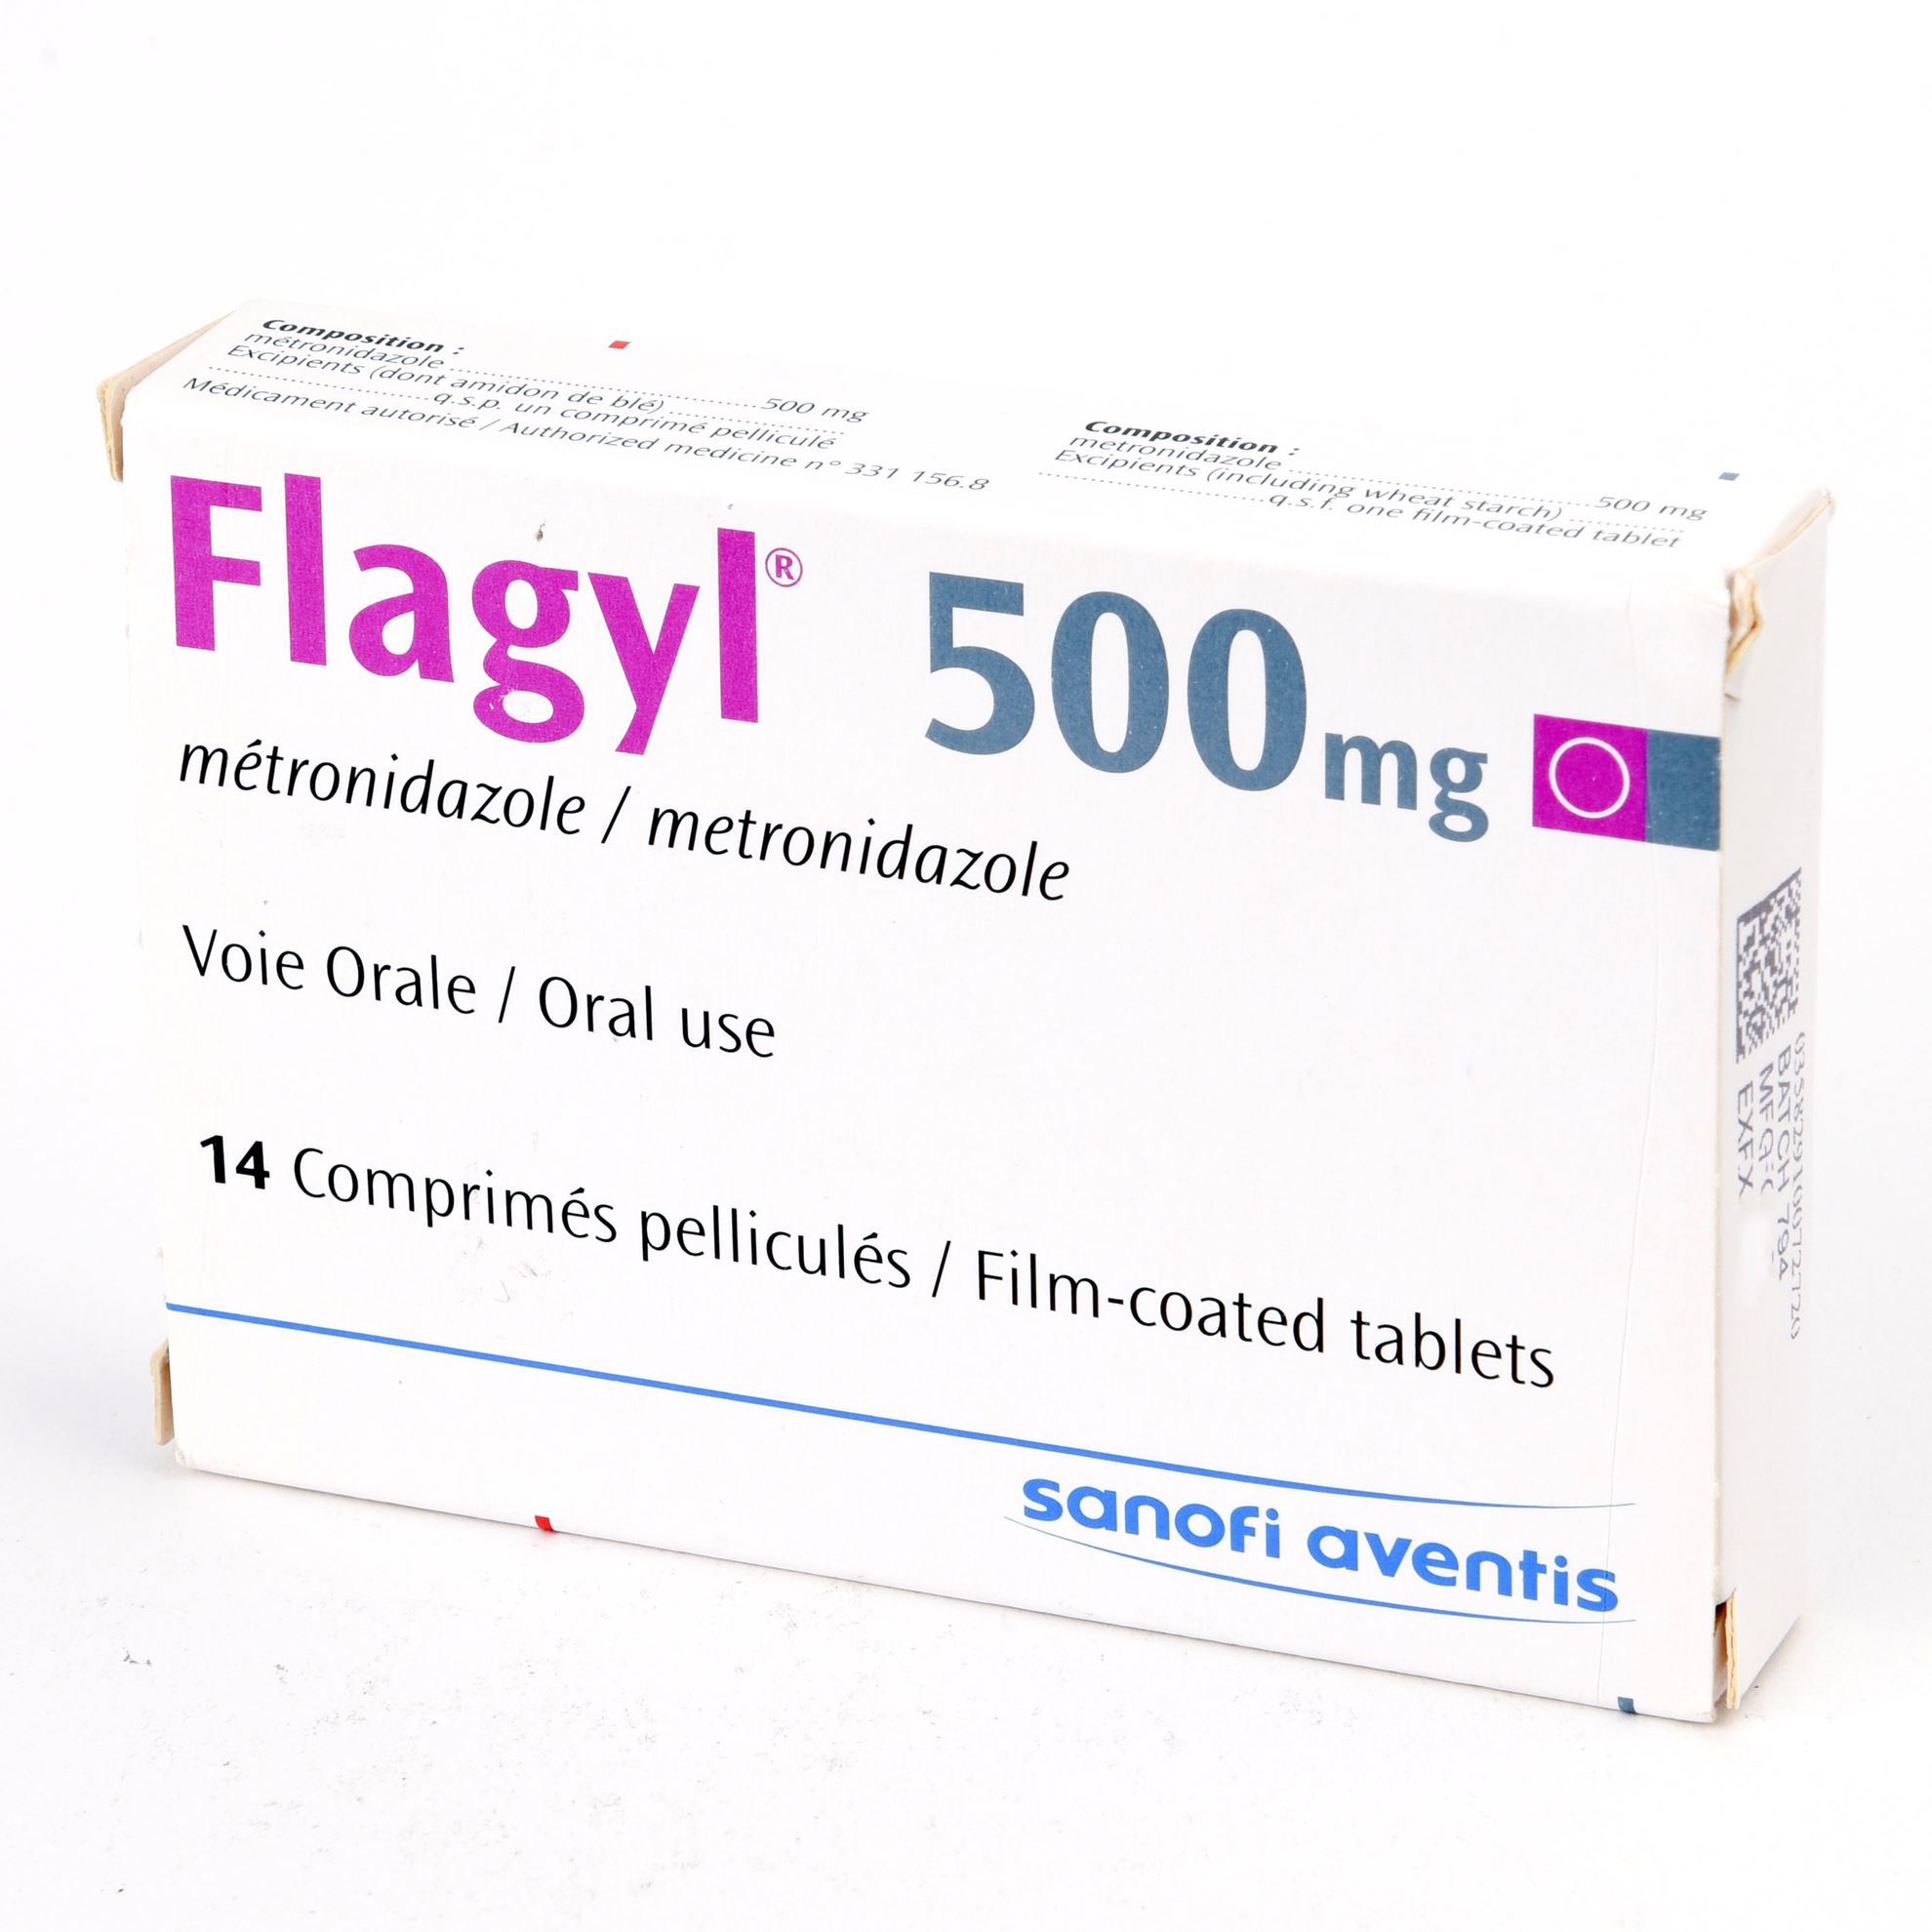 Composition :
métronidazole ........................................ 500 mg
Excipients (dont amidon de blé) ....................
............................ q.s.p. un comprimé pelliculé
Médicament autorisé / Authorized medicine n° 331 156.8
Composition :
metronidazole ........................................ 500 mg
Excipients (including wheat starch) ...............
............................ q.s.f. one film-coated tablet
Flagyl® 500 mg
métronidazole / metronidazole
Voie Orale / Oral use
14 Comprimés pelliculés / Film-coated tablets
sanofi aventis
BATCH